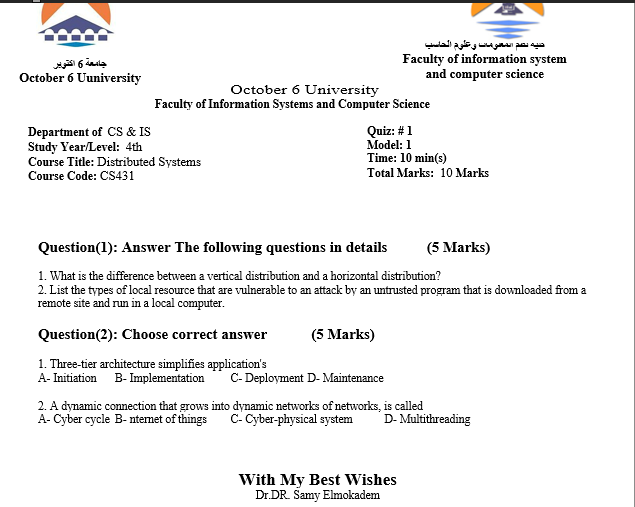 جامعة 6 اكتوبر
October 6 Uuniversity
Faculty of information system
and computer science
October 6 University
Faculty of Information Systems and Computer Science
Department of CS & IS
Study Year/Level: 4th
Course Title: Distributed Systems
Course Code: CS431
Quiz: # 1
Model: 1
Time: 10 min(s)
Total Marks: 10 Marks
Question(1): Answer The following questions in details (5 Marks)
1. What is the difference between a vertical distribution and a horizontal distribution?
2. List the types of local resource that are vulnerable to an attack by an untrusted program that is downloaded from a
remote site and run in a local computer.
Question(2): Choose correct answer (5 Marks)
1. Three-tier architecture simplifies application's
A- Initiation B- Implementation C- Deployment D- Maintenance
2. A dynamic connection that grows into dynamic networks of networks, is called
A- Cyber cycle B- nternet of things C- Cyber-physical system D- Multithreading
With My Best Wishes
Dr.DR. Samy Elmokadem